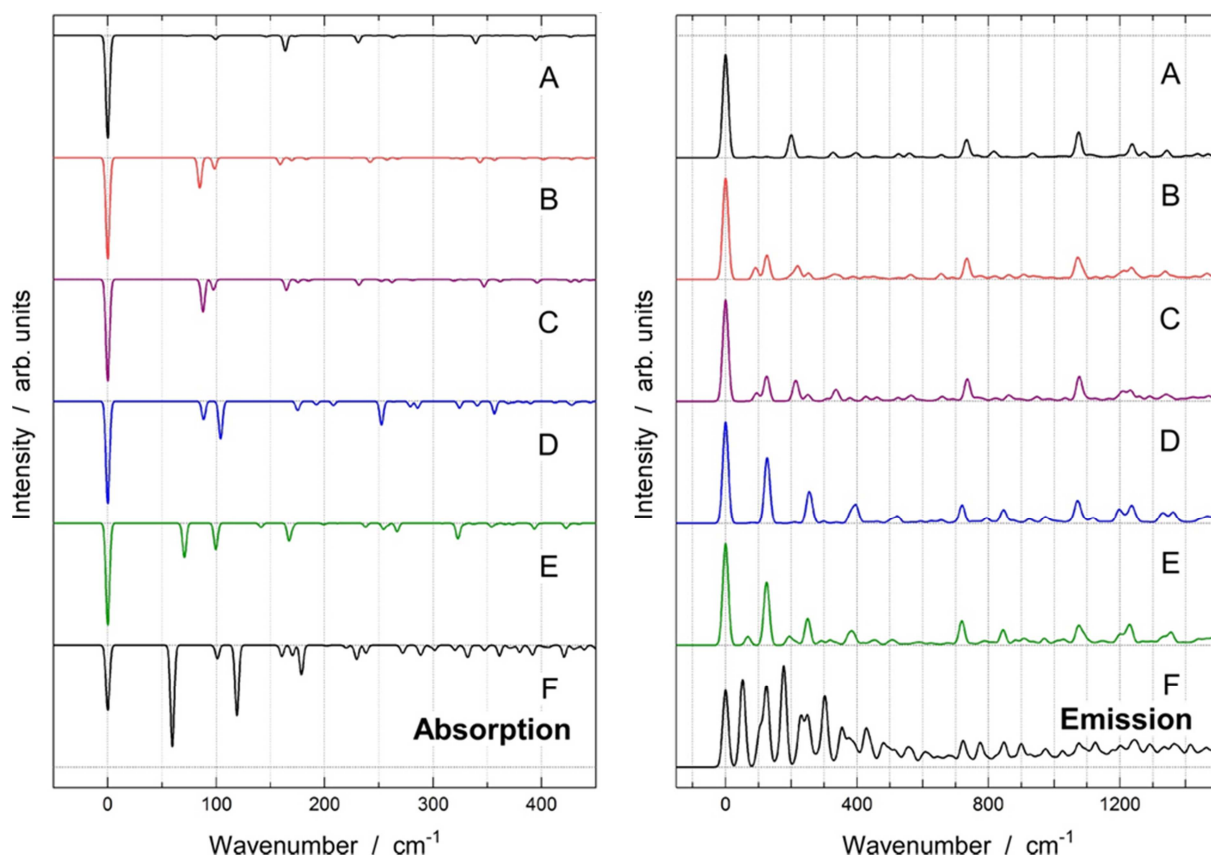 A
B
C
D
E
F
Absorption
0 100 200 300 400
Wavenumber / cm⁻¹
Intensity / arb. units
A
B
C
D
E
F
Emission
0 400 800 1200
Wavenumber / cm⁻¹
Intensity / arb. units